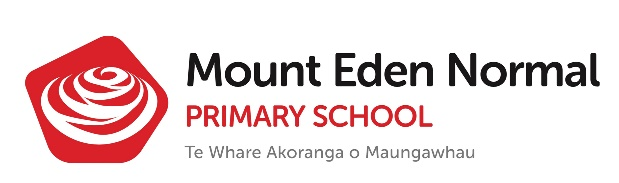 Mount Eden Normal
PRIMARY SCHOOL
Te Whare Akoranga o Maungawhau